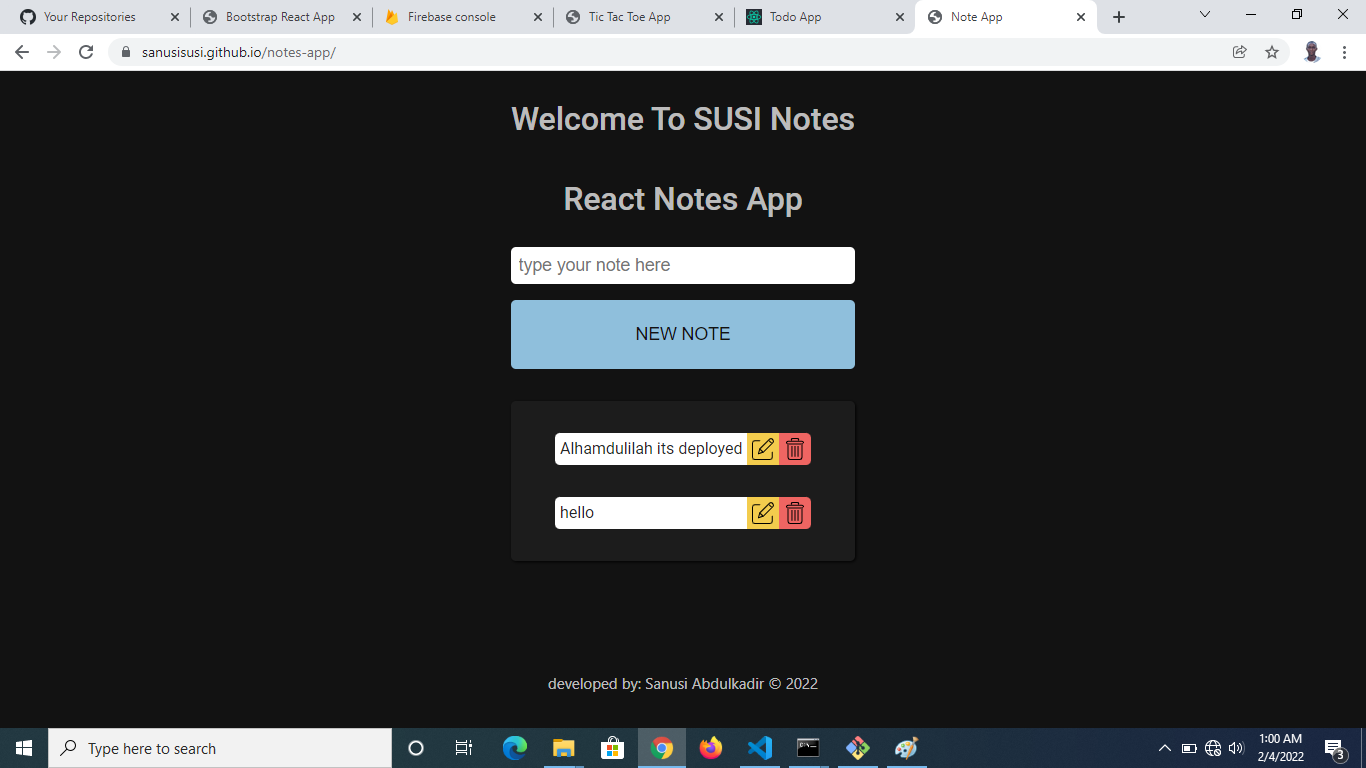 Your Repositories
Bootstrap React App
Firebase console
Tic Tac Toe App
Todo App
Note App
sanusisusi.github.io/notes-app/
Welcome To SUSI Notes
React Notes App
type your note here
NEW NOTE
Alhamdulilah its deployed
hello
developed by: Sanusi Abdulkadir © 2022
Type here to search
1:00 AM
2/4/2022
3